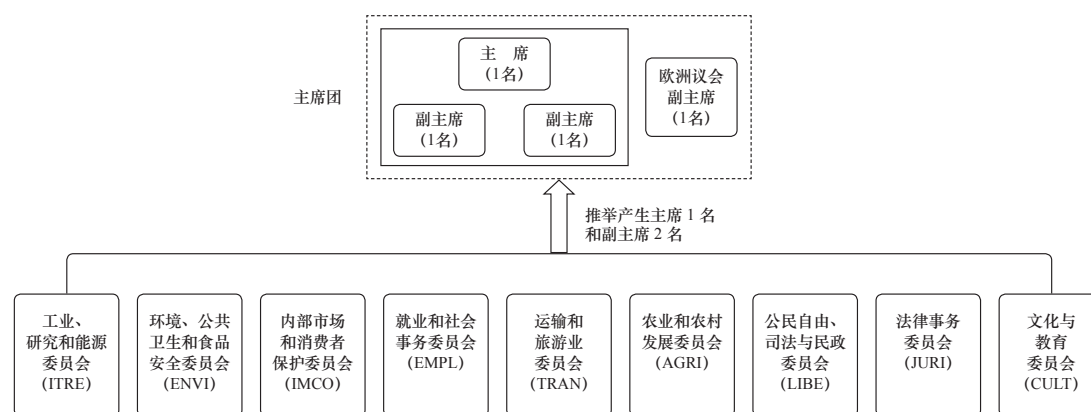 主 席
(1名)
欧洲议会
副主席
(1名)
主席团
副主席
(1名)
副主席
(1名)
推举产生主席 1 名
和副主席 2 名
工业、
研究和能源
委员会
(ITRE)
环境、公共
卫生和食品
安全委员会
(ENVI)
内部市场
和消费者
保护委员会
(IMCO)
就业和社会
事务委员会
(EMPL)
运输和
旅游业
委员会
(TRAN)
农业和农村
发展委员会
(AGRI)
公民自由、
司法与民政
委员会
(LIBE)
法律事务
委员会
(JURI)
文化与
教育
委员会
(CULT)